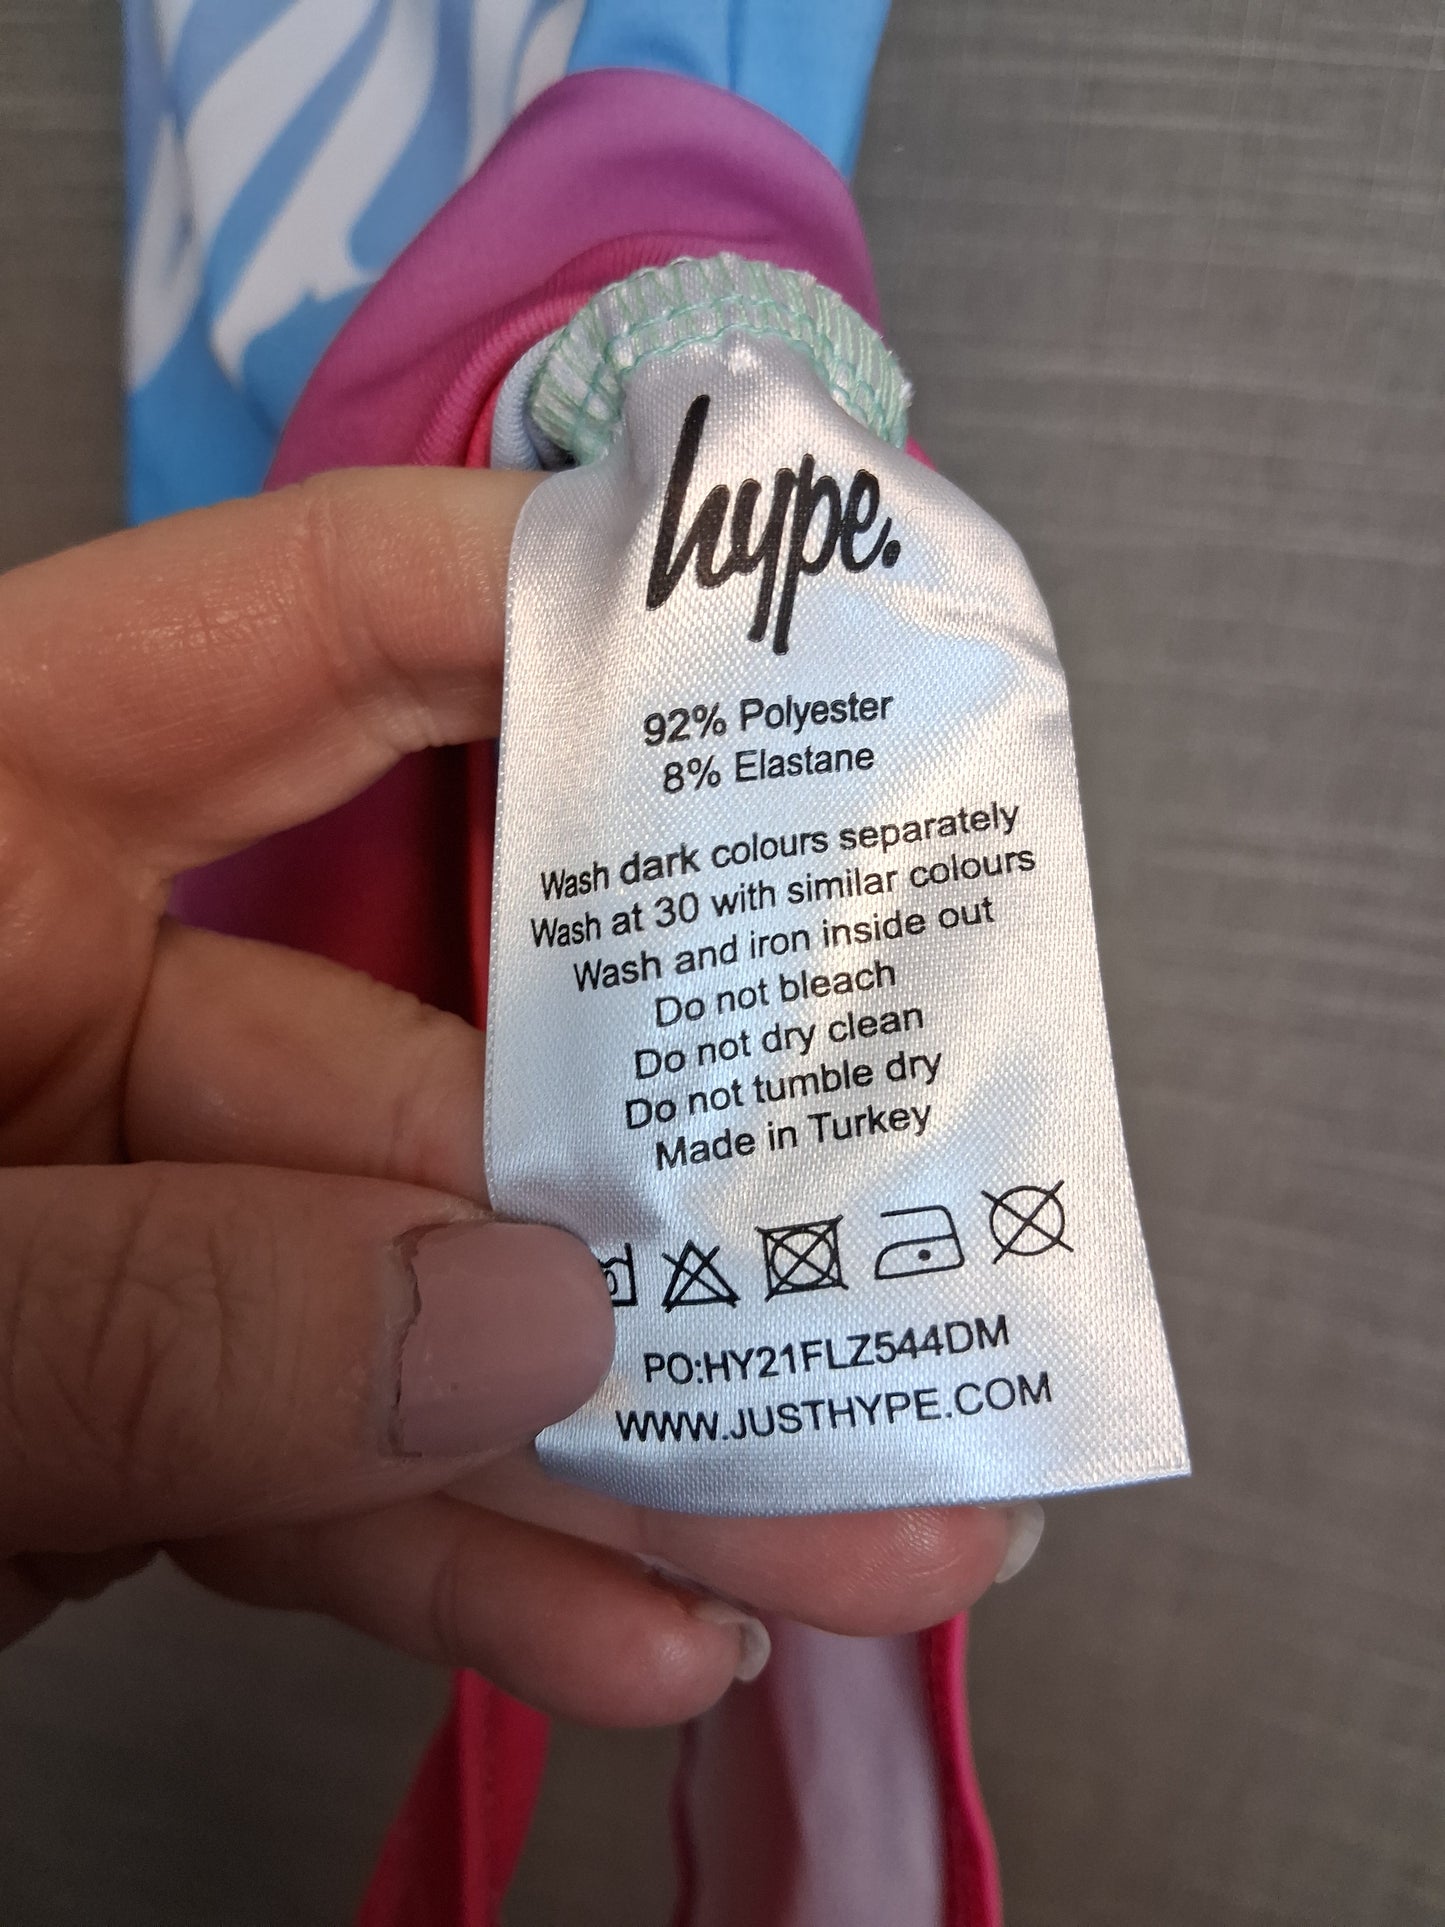 hype.
92% Polyester
8% Elastane
Wash dark colours separately
Wash at 30 with similar colours
Wash and iron inside out
Do not bleach
Do not dry clean
Do not tumble dry
Made in Turkey
PO:HY21FLZ544DM
WWW.JUSTHYPE.COM